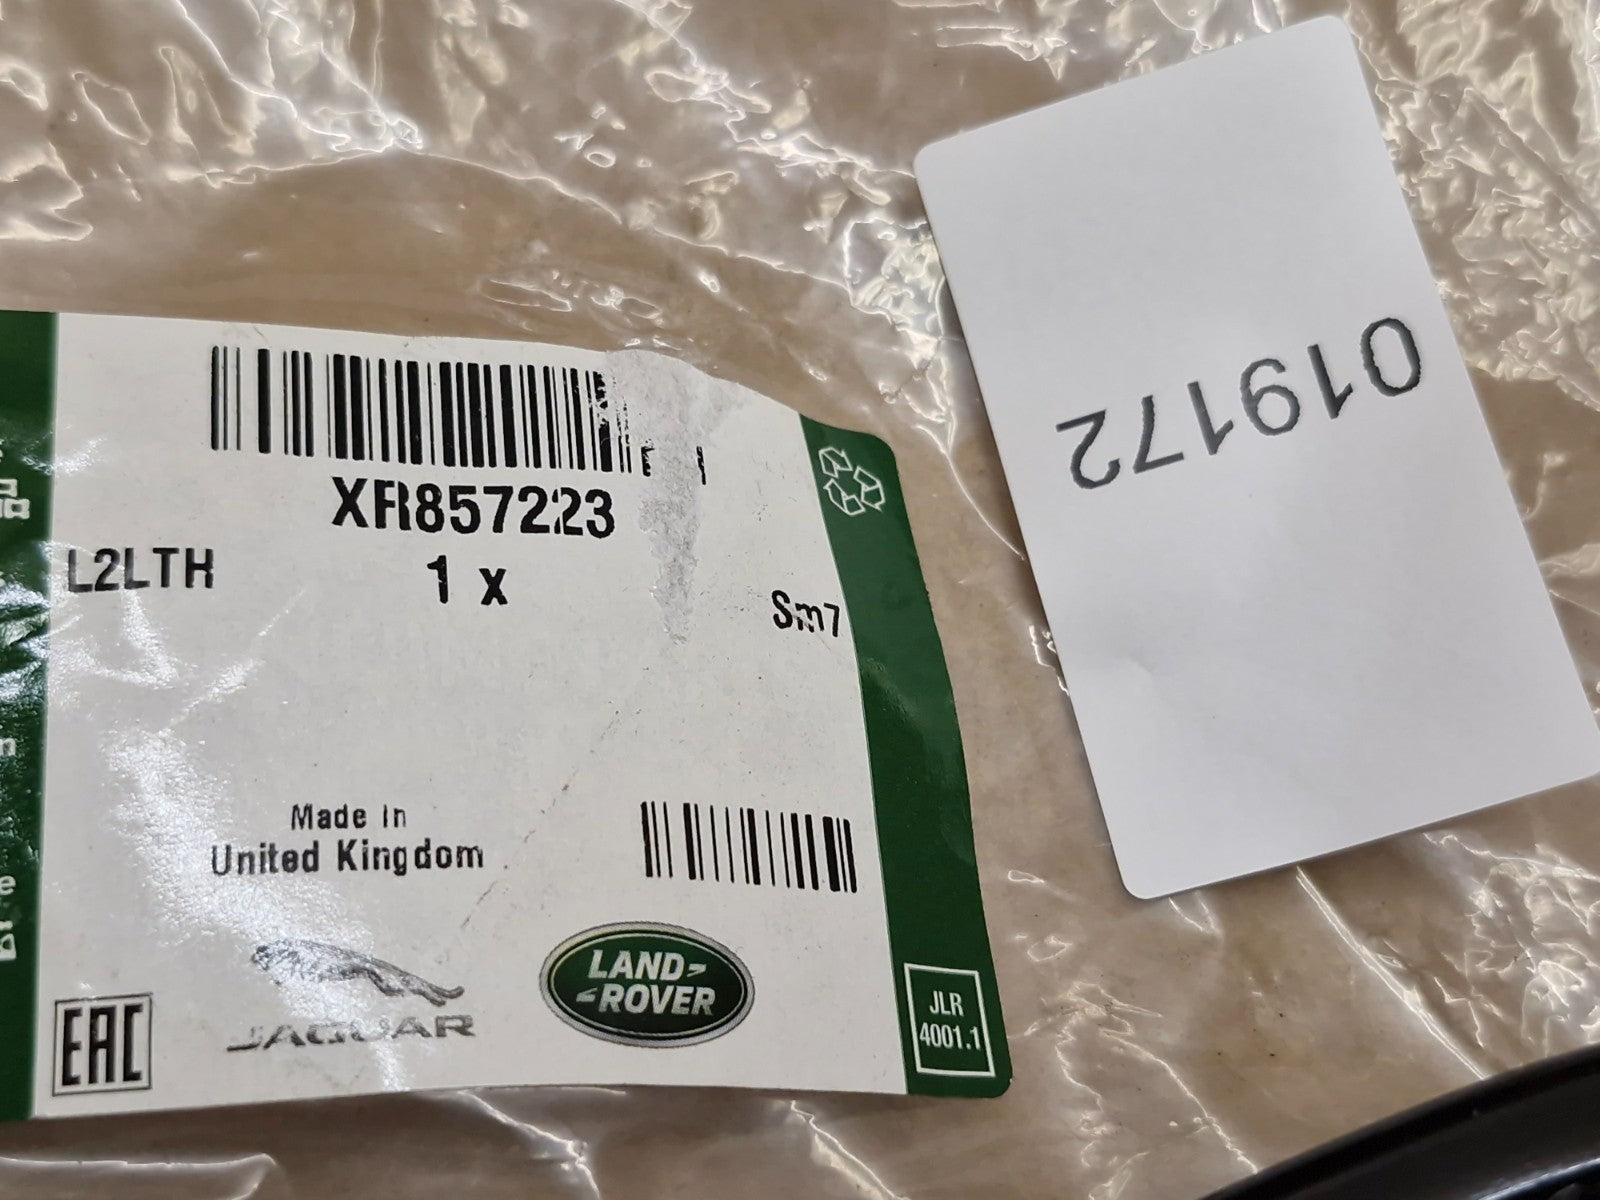 XR857223
L2LTH
1 x
Sm7
Made In
United Kingdom
JAGUAR
LAND-
-ROVER
EAC
JLR
4001.1
019172